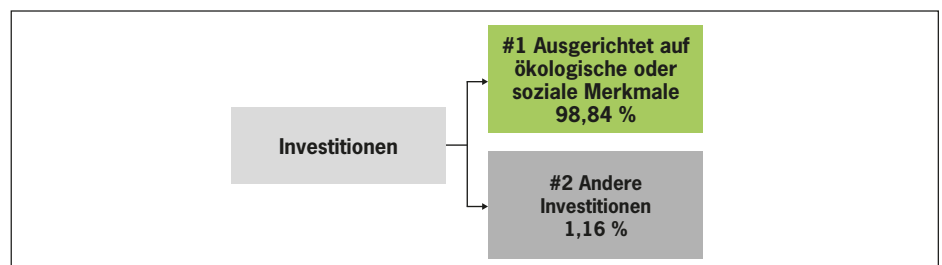 Investitionen
#1 Ausgerichtet auf
ökologische oder
soziale Merkmale
98,84 %
#2 Andere
Investitionen
1,16 %